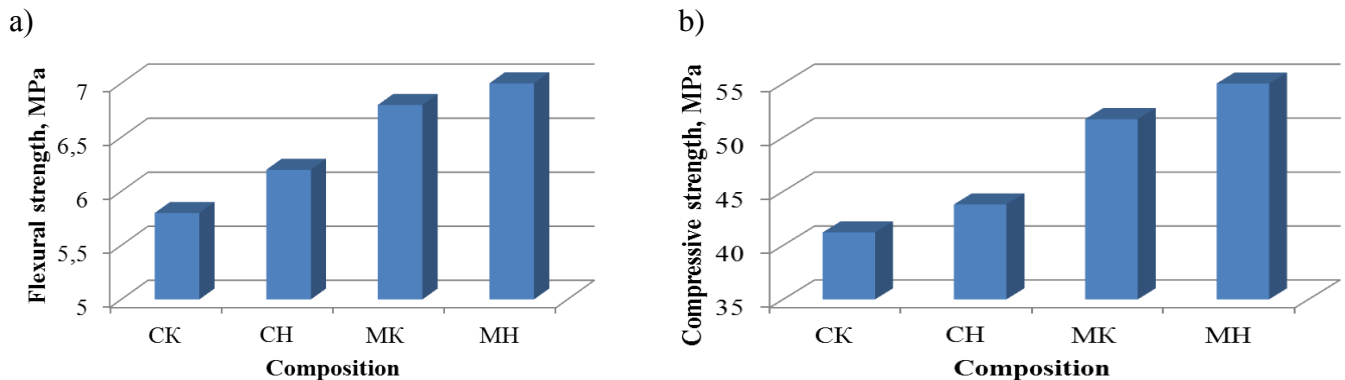 a)
Flexural strength, MPa
7
6,5
6
5,5
5
CK
CH
MK
MH
Composition
b)
Compressive strength, MPa
55
50
45
40
35
CK
CH
MK
MH
Composition